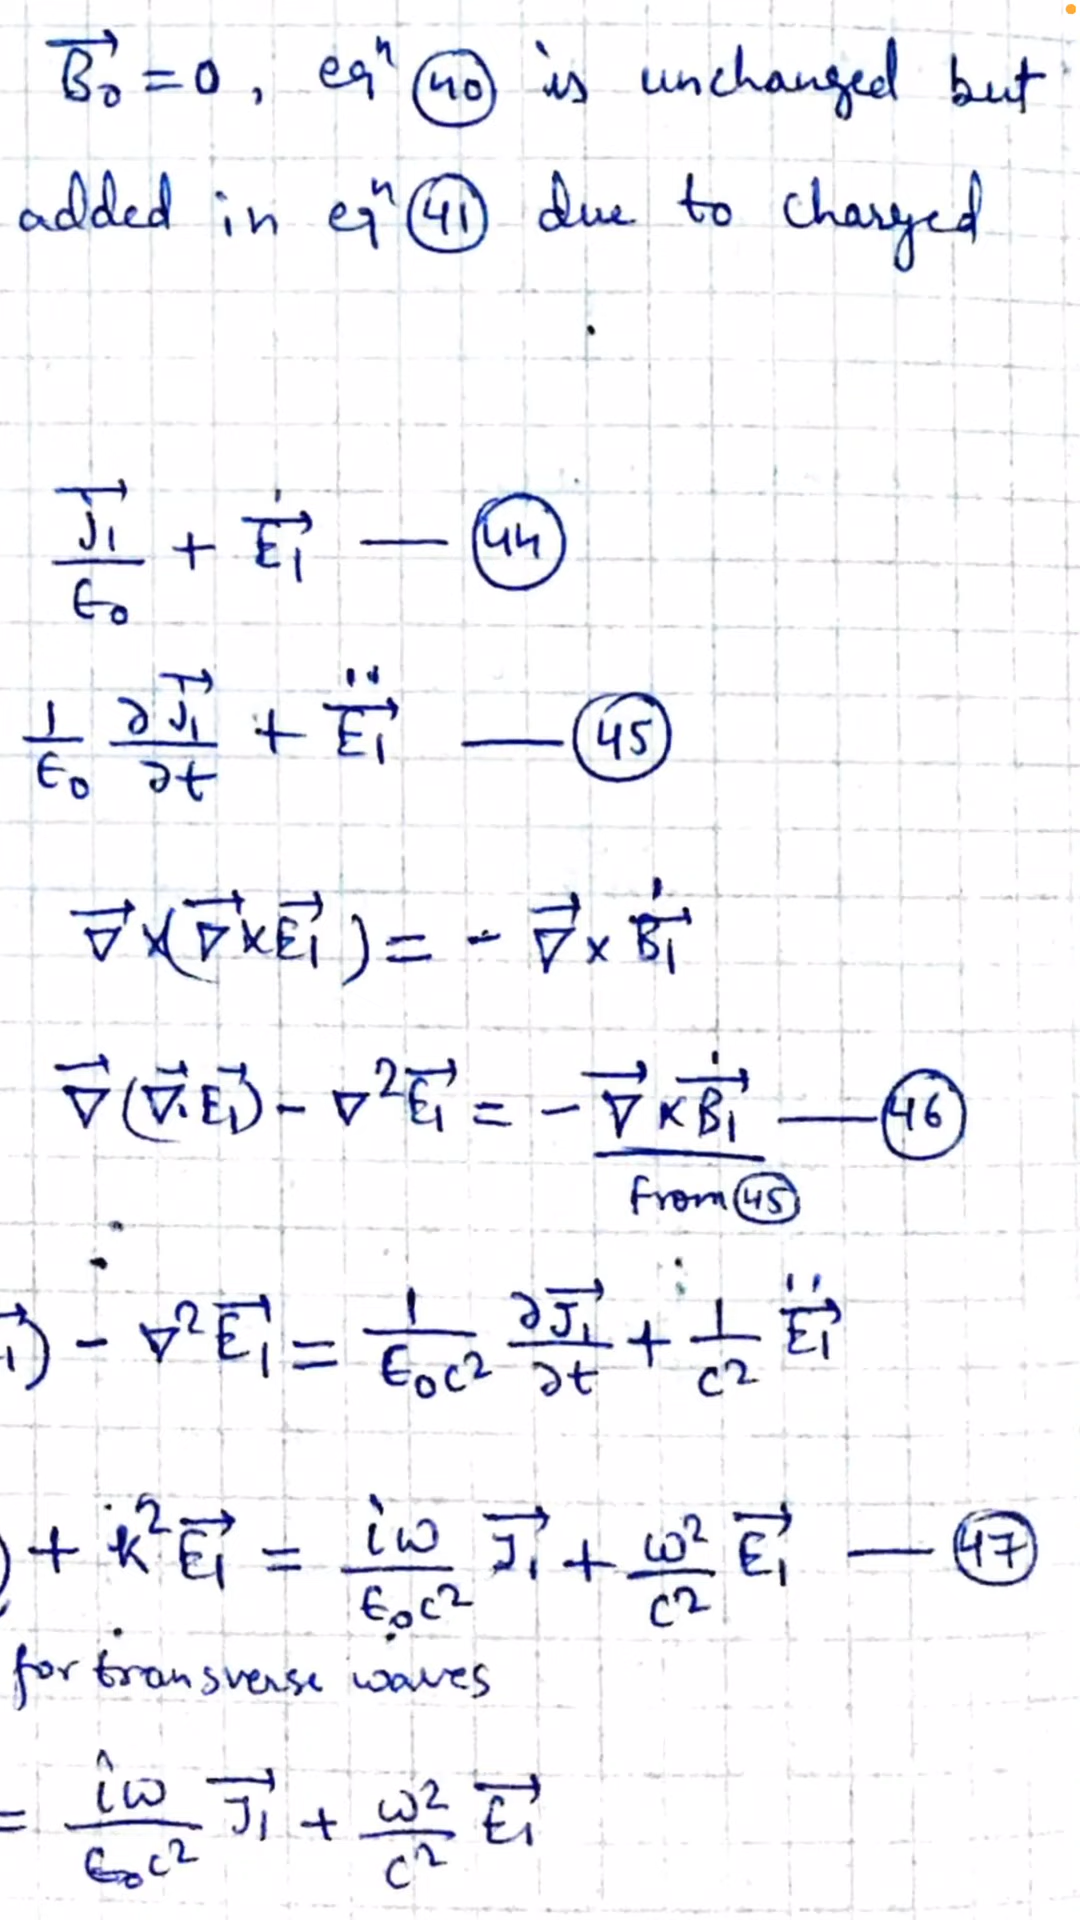 B₀⃗ = 0, eqⁿ (40) is unchanged but
added in eqⁿ (41) due to charged
J₁⃗/ε₀ + Ė₁⃗ — (44)
1/ε₀ ∂J₁⃗/∂t + Ë₁⃗ — (45)
∇⃗×(∇⃗×E₁⃗) = - ∇⃗×Ḃ₁⃗
∇⃗(∇⃗.E₁⃗) - ∇²E₁⃗ = - ∇⃗×Ḃ₁⃗ — (46)
From (45)
₁⃗) - ∇²E₁⃗ = 1/ε₀c² ∂J₁⃗/∂t + 1/c² Ë₁⃗
) + k²E₁⃗ = iω/ε₀c² J₁⃗ + ω²/c² E₁⃗ — (47)
for transverse waves
= iω/ε₀c² J₁⃗ + ω²/c² E₁⃗